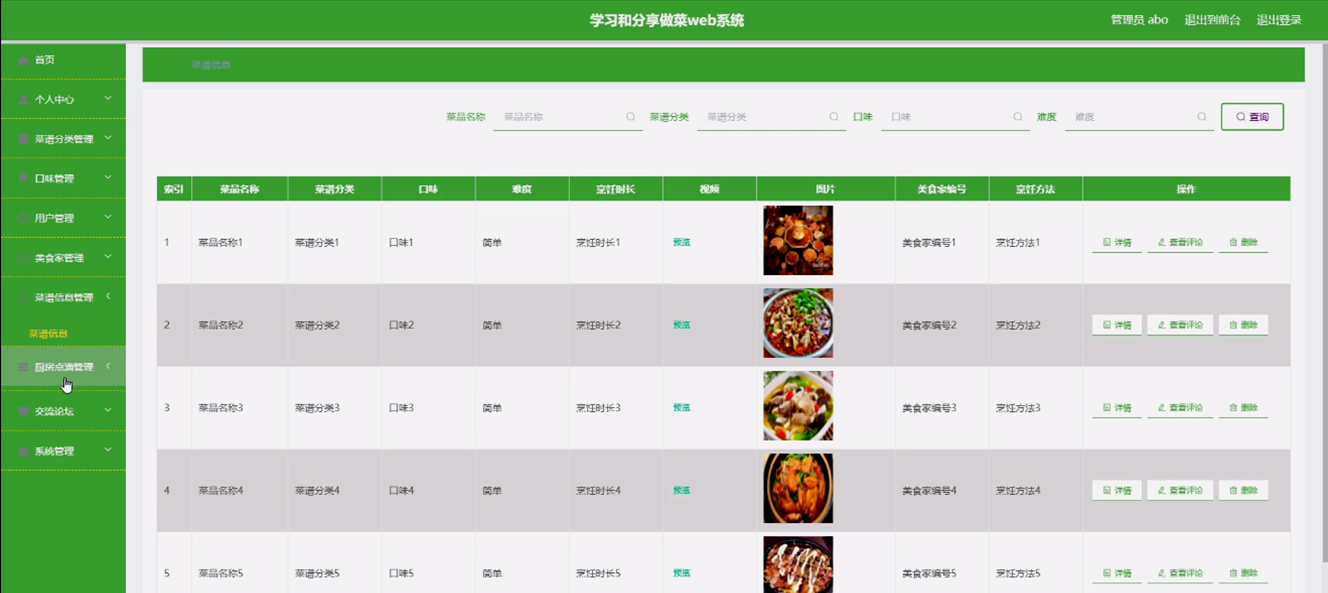 学习和分享做菜web系统
管理员 abo 退出到前台 退出登录
首页
个人中心
菜谱分类管理
口味管理
用户管理
美食家管理
菜谱信息管理
菜谱信息
厨房点滴管理
交流论坛
系统管理
菜谱信息
菜品名称 菜品名称 菜谱分类 菜谱分类 口味 口味 难度 难度 查询
索引 菜品名称 菜谱分类 口味 难度 烹饪时长 视频 图片 美食家编号 烹饪方法 操作
1 菜品名称1 菜谱分类1 口味1 简单 烹饪时长1 预览 美食家编号1 烹饪方法1 详情 查看评论 删除
2 菜品名称2 菜谱分类2 口味2 简单 烹饪时长2 预览 美食家编号2 烹饪方法2 详情 查看评论 删除
3 菜品名称3 菜谱分类3 口味3 简单 烹饪时长3 预览 美食家编号3 烹饪方法3 详情 查看评论 删除
4 菜品名称4 菜谱分类4 口味4 简单 烹饪时长4 预览 美食家编号4 烹饪方法4 详情 查看评论 删除
5 菜品名称5 菜谱分类5 口味5 简单 烹饪时长5 预览 美食家编号5 烹饪方法5 详情 查看评论 删除